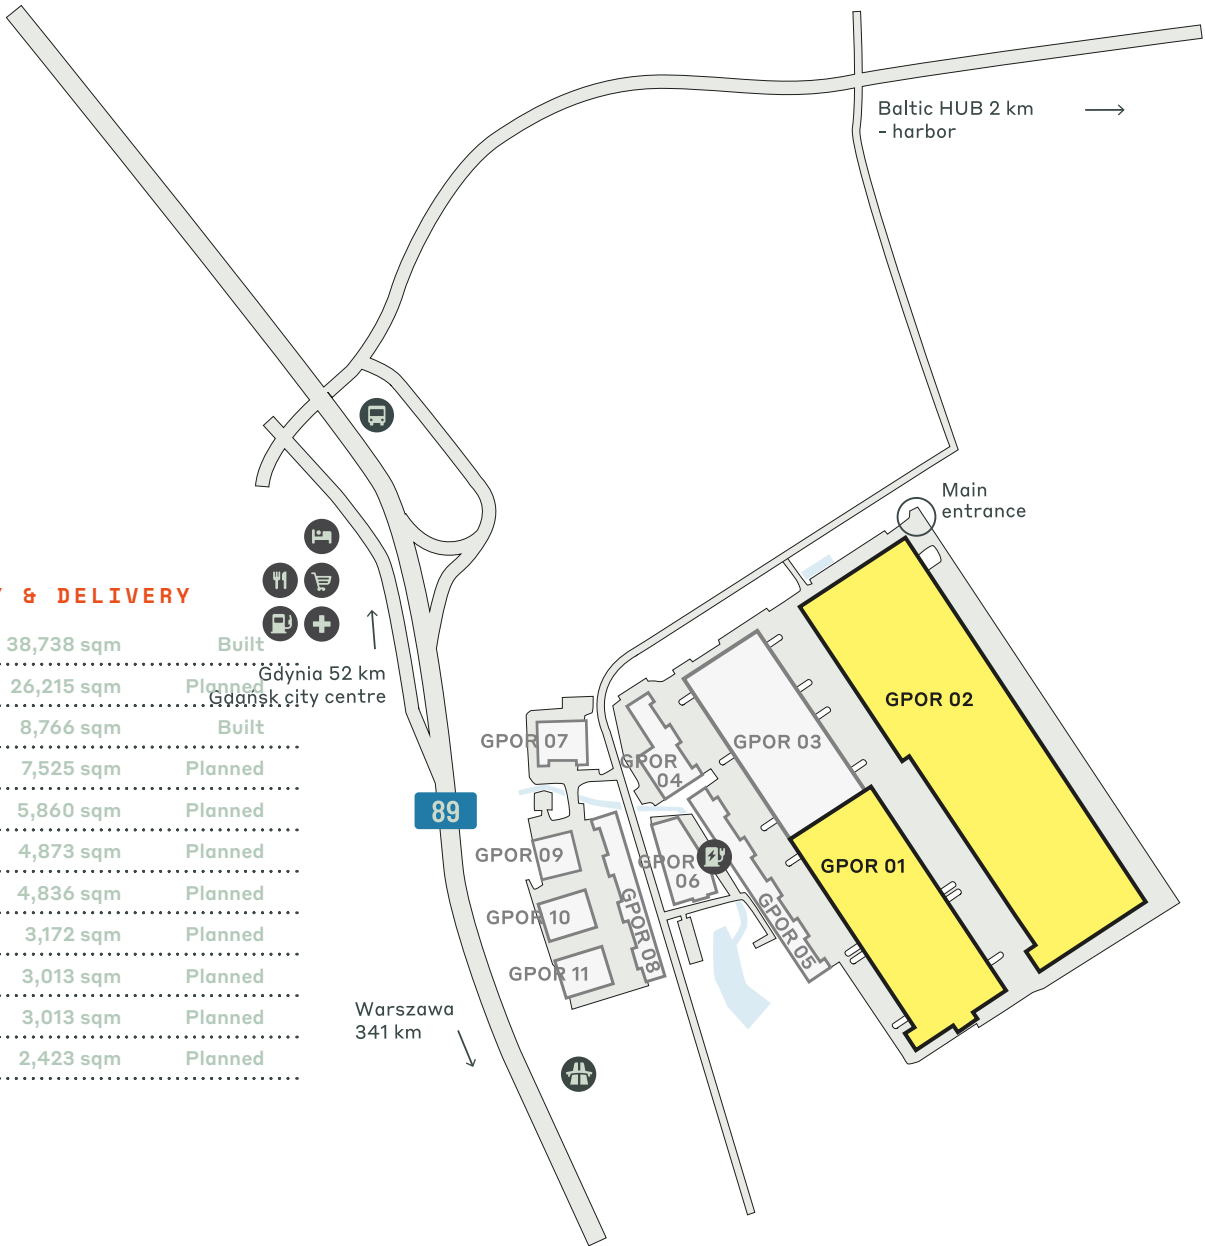 Baltic HUB 2 km
- harbor
Main
entrance
& DELIVERY
38,738 sqm Built
26,215 sqm Planned
8,766 sqm Built
7,525 sqm Planned
5,860 sqm Planned
4,873 sqm Planned
4,836 sqm Planned
3,172 sqm Planned
3,013 sqm Planned
3,013 sqm Planned
2,423 sqm Planned
Gdynia 52 km
Gdańsk city centre
GPOR 02
GPOR 07
GPOR 03
GPOR
04
89
GPOR 09
GPOR
06
GPOR 01
GPOR 10
GPOR 08
GPOR 05
GPOR 11
Warszawa
341 km